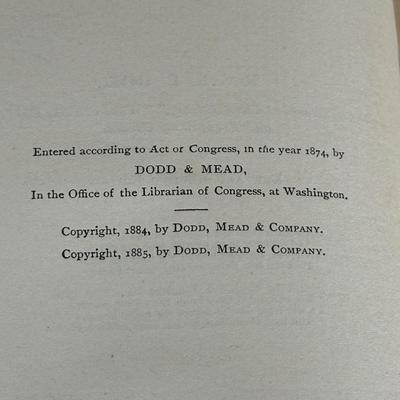 Entered according to Act of Congress, in the year 1874, by
DODD & MEAD,
In the Office of the Librarian of Congress, at Washington.
Copyright, 1884, by DODD, MEAD & COMPANY.
Copyright, 1885, by DODD, MEAD & COMPANY.